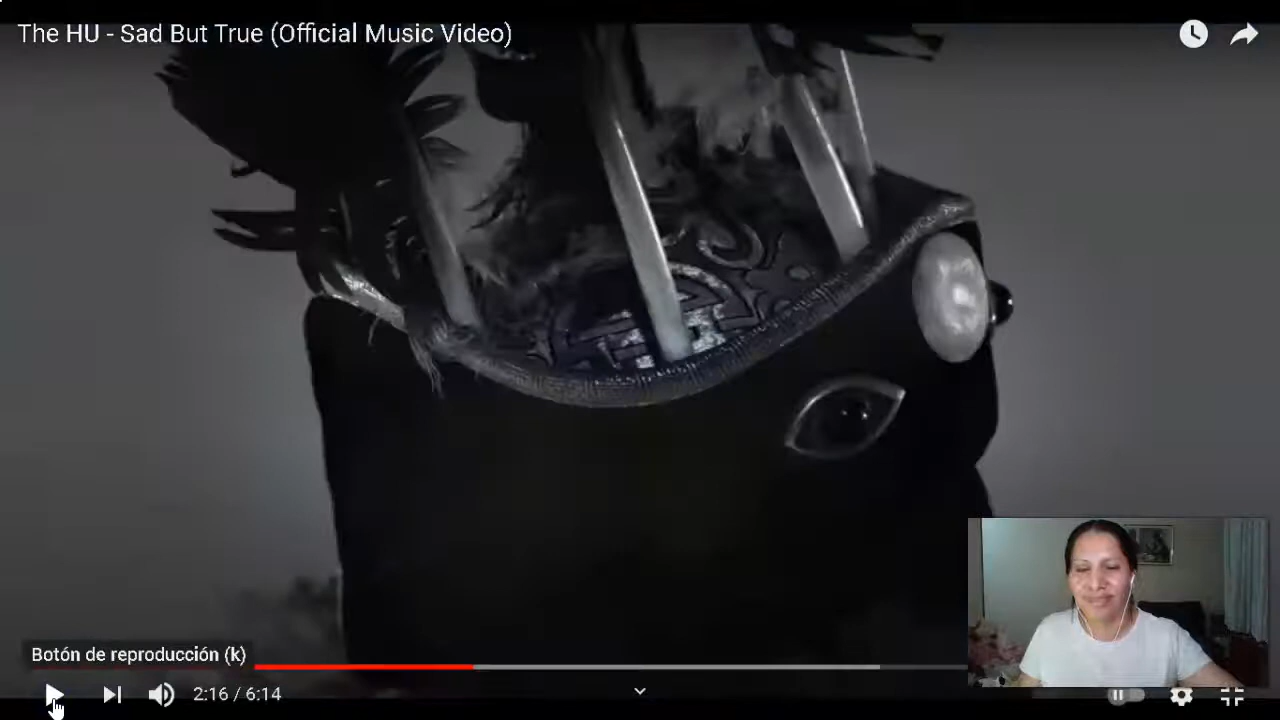 The HU - Sad But True (Official Music Video)
Botón de reproducción (k)
2:16 / 6:14